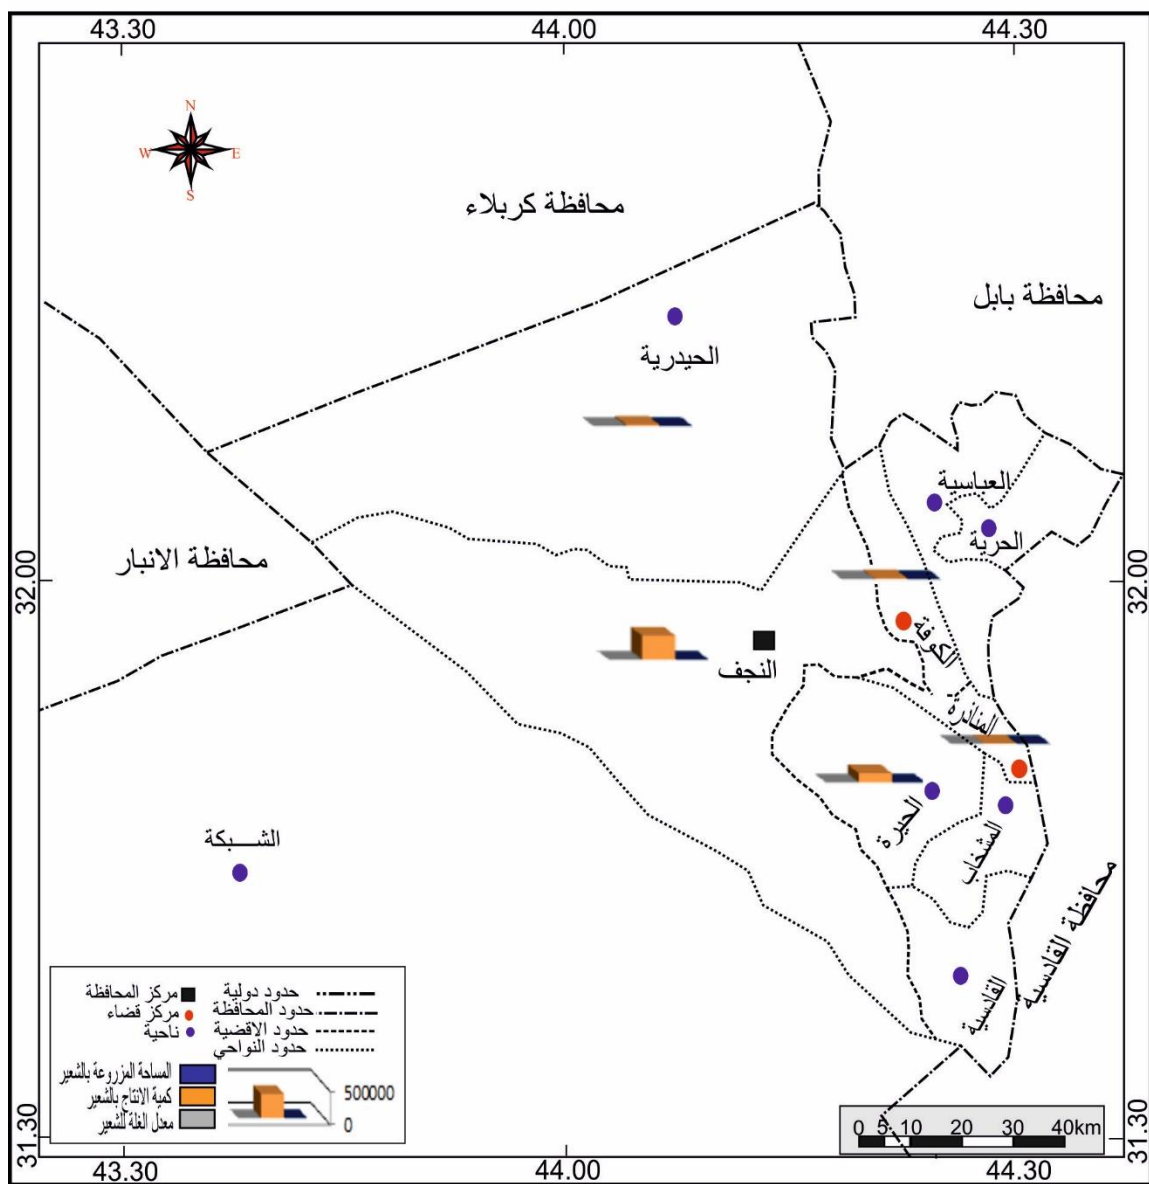 43.30 44.00 44.30
N
W E
S
محافظة كربلاء
محافظة بابل
الحيدرية
العباسية
الحرية
محافظة الانبار
32.00 32.00
الكوفة
النجف
المناذرة
الحيرة
المشخاب
الشـــبكة
محافظة القادسية
القادسية
مركز المحافظة
مركز قضاء
ناحية
حدود دولية
حدود المحافظة
حدود الاقضية
حدود النواحي
المساحة المزروعة بالشعير
كمية الانتاج بالشعير
معدل الغلة للشعير
500000
0
0 5 10 20 30 40km
31.30 31.30
43.30 44.00 44.30